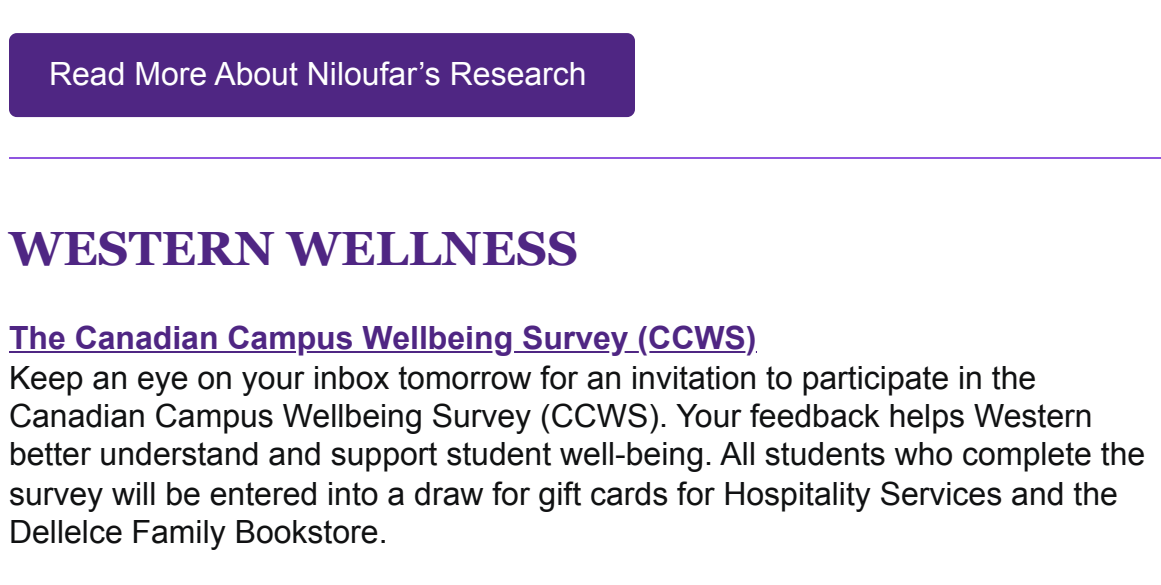 Read More About Niloufar’s Research
WESTERN WELLNESS
The Canadian Campus Wellbeing Survey (CCWS)
Keep an eye on your inbox tomorrow for an invitation to participate in the
Canadian Campus Wellbeing Survey (CCWS). Your feedback helps Western
better understand and support student well-being. All students who complete the
survey will be entered into a draw for gift cards for Hospitality Services and the
Dellelce Family Bookstore.